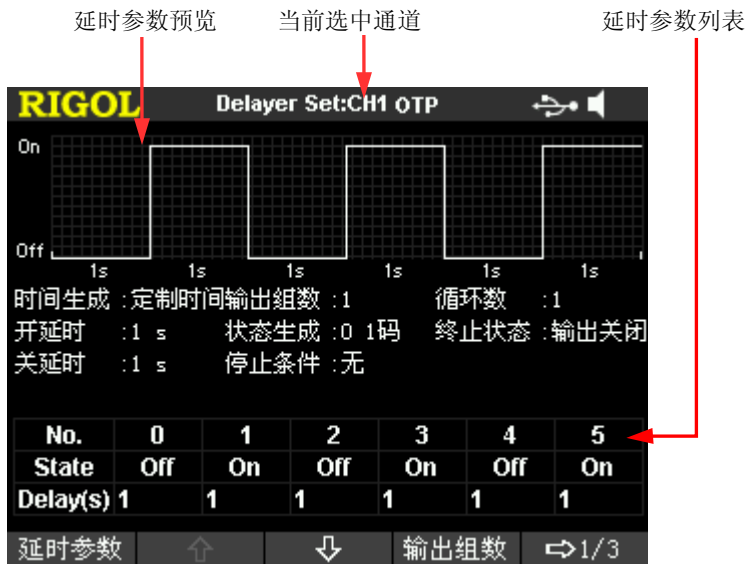 延时参数预览 当前选中通道 延时参数列表
RIGOL Delayer Set:CH1 OTP
On
Off
1s 1s 1s 1s 1s 1s
时间生成 :定制时间输出组数 :1 循环数 :1
开延时 :1 s 状态生成 :0 1码 终止状态 :输出关闭
关延时 :1 s 停止条件 :无
No. 0 1 2 3 4 5
State Off On Off On Off On
Delay(s) 1 1 1 1 1 1
延时参数 输出组数 1/3